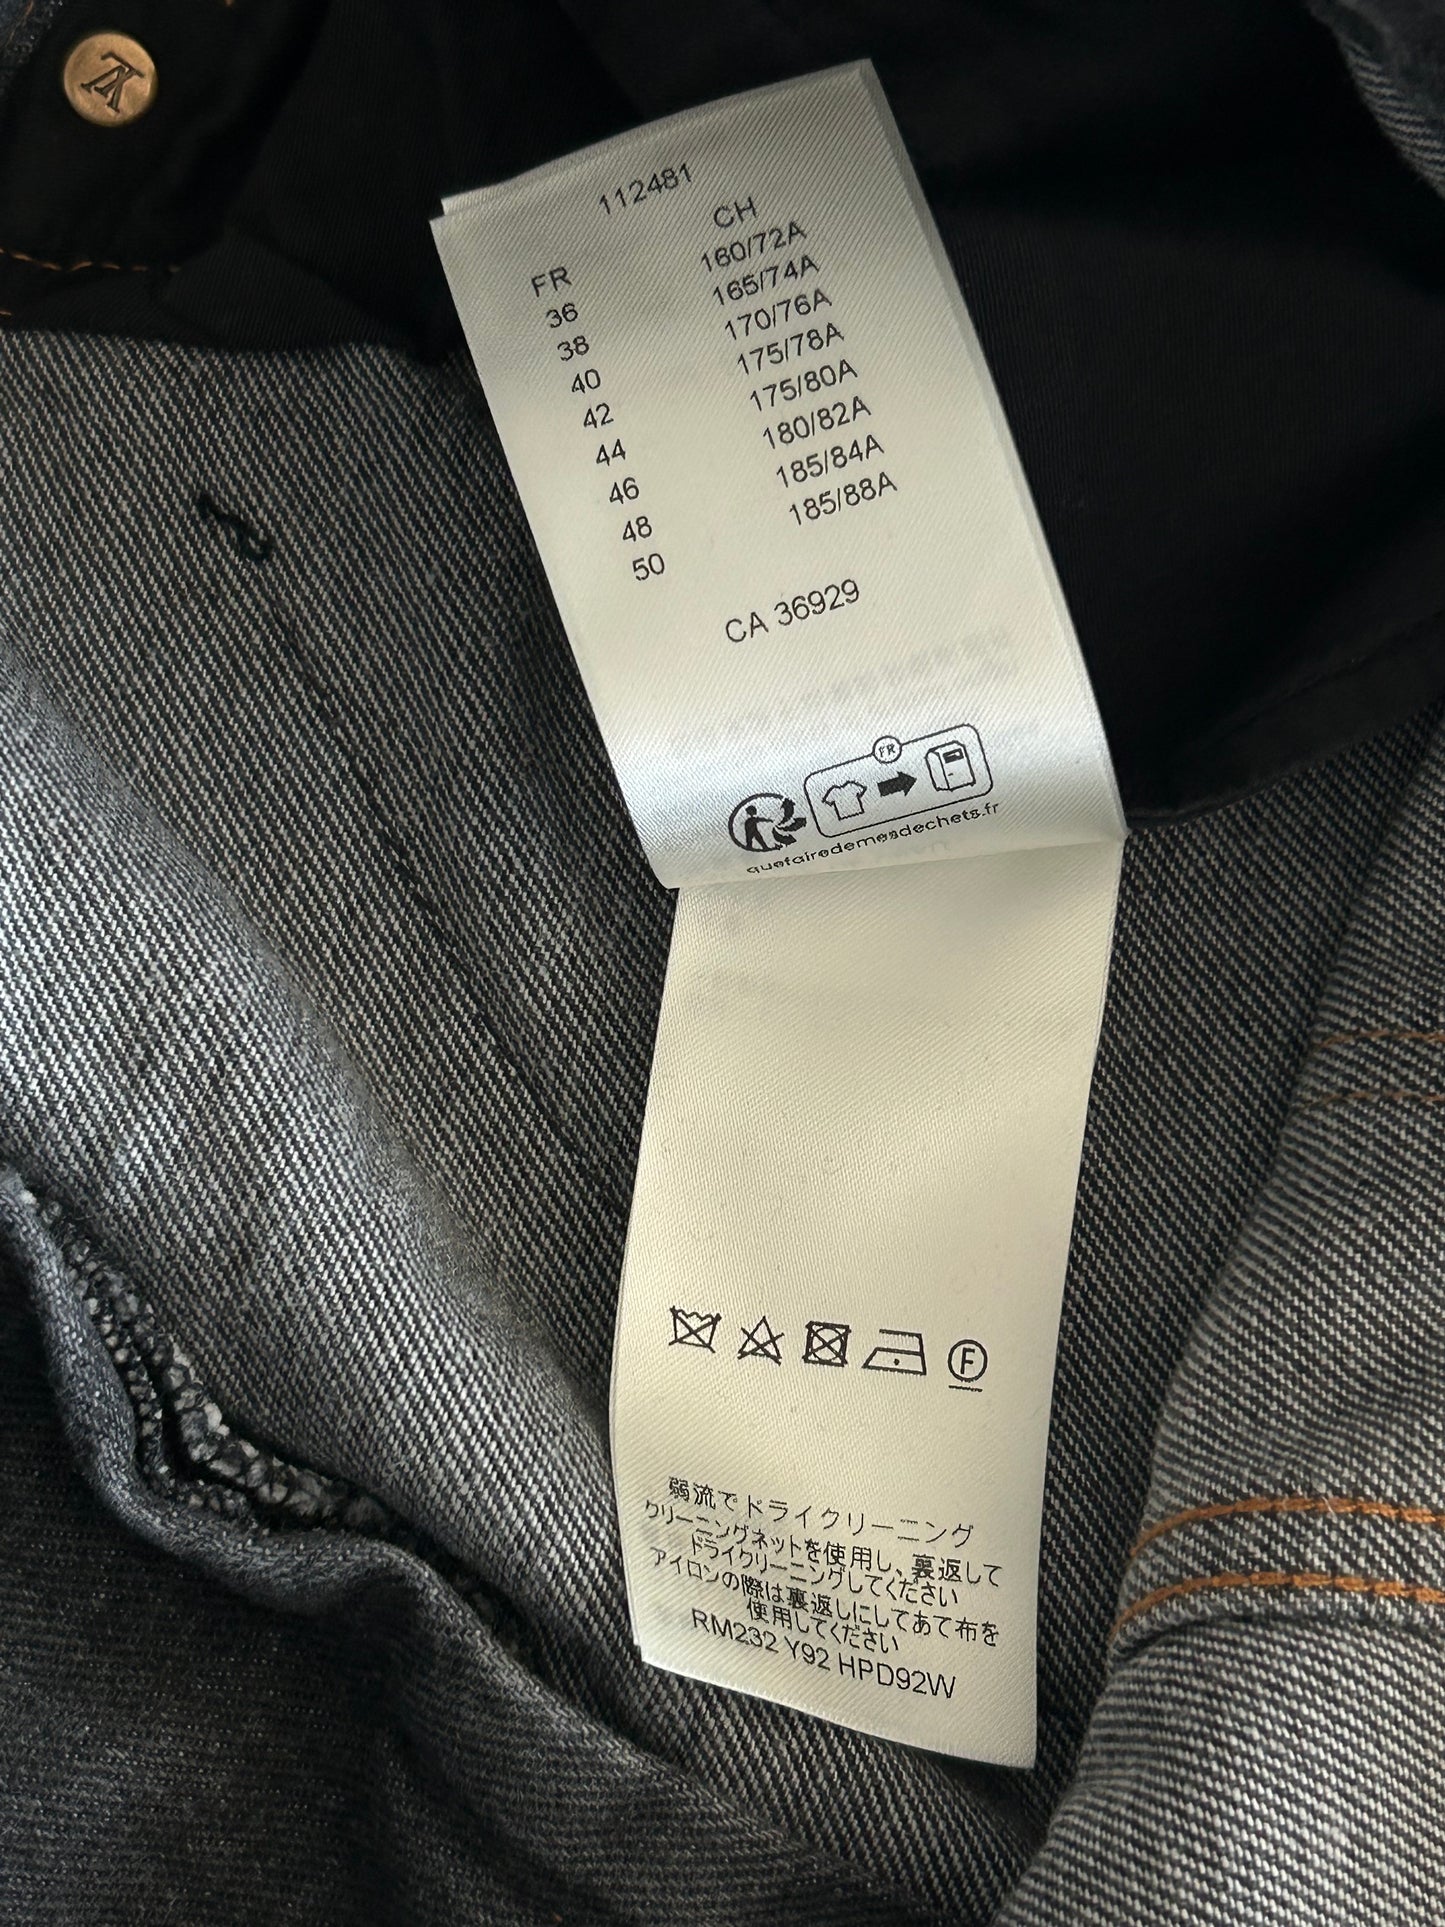 LV
112481
FR CH
36 160/72A
38 165/74A
40 170/76A
42 175/78A
44 175/80A
46 180/82A
48 185/84A
50 185/88A
CA 36929
FR
quefairedemesdechets.fr
F
弱流でドライクリーニング
クリーニングネットを使用し、裏返して
ドライクリーニングしてください
アイロンの際は裏返しにしてあて布を
使用してください
RM232 Y92 HPD92W